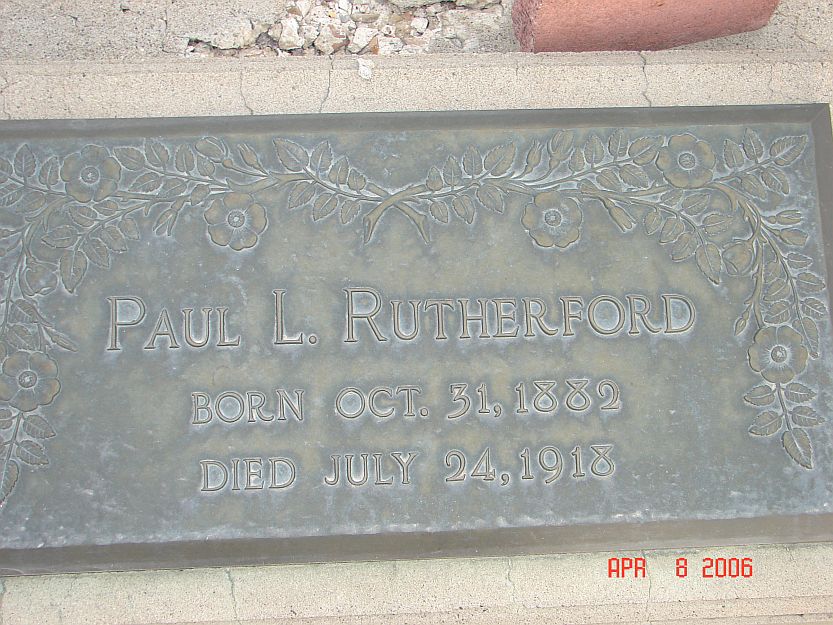 PAUL L. RUTHERFORD
BORN OCT. 31, 1882
DIED JULY 24, 1918
APR 8 2006